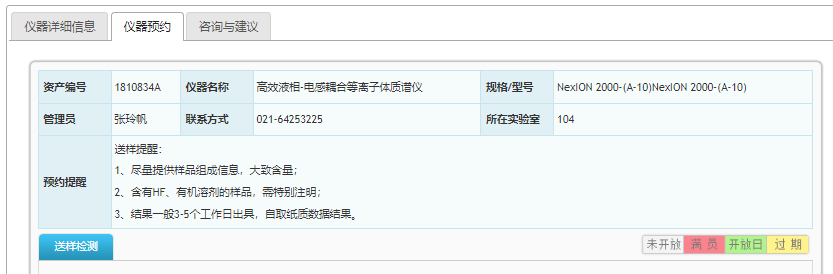 仪器详细信息 仪器预约 咨询与建议
资产编号 1810834A 仪器名称 高效液相-电感耦合等离子体质谱仪 规格/型号 NexION 2000-(A-10)NexION 2000-(A-10)
管理员 张玲帆 联系方式 021-64253225 所在实验室 104
预约提醒
送样提醒：
1、尽量提供样品组成信息，大致含量；
2、含有HF、有机溶剂的样品，需特别注明；
3、结果一般3-5个工作日出具，自取纸质数据结果。
送样检测 未开放 满 员 开放日 过 期